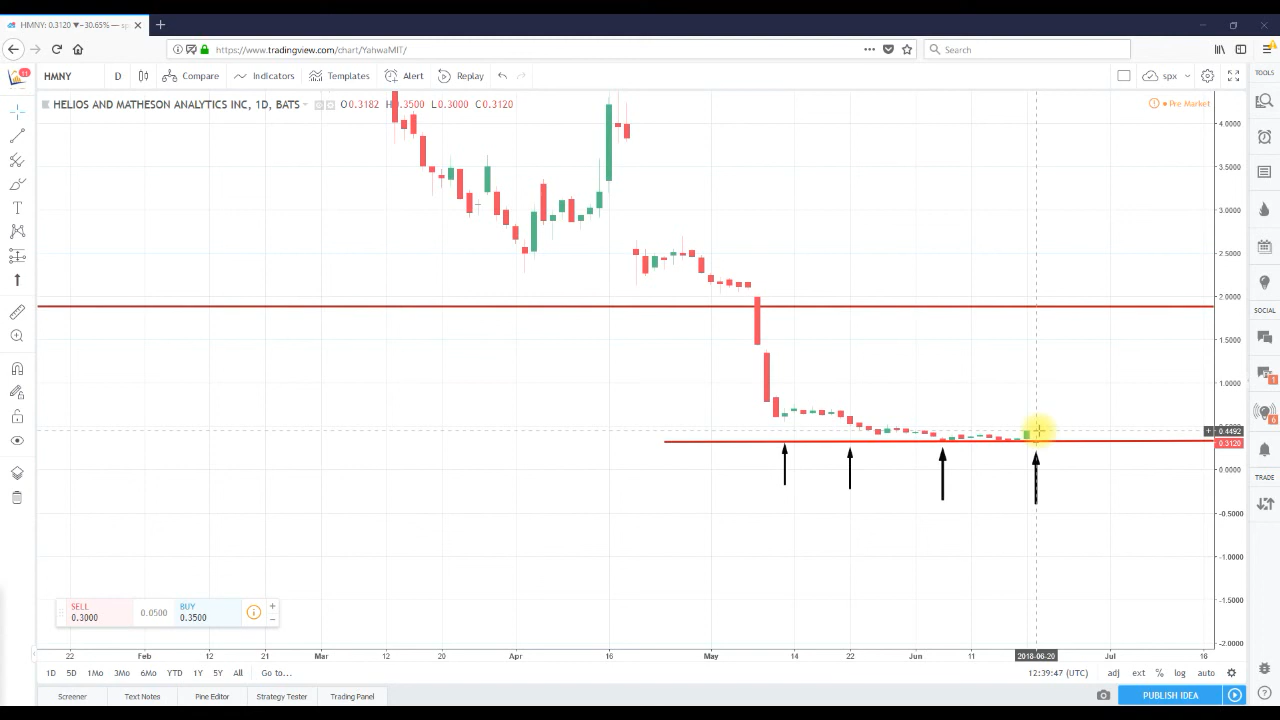 HMNY: 0.3120 ▼−30.65% —
https://www.tradingview.com/chart/YahwaMIT/
Search
11
HMNY D Compare Indicators Templates Alert Replay spx
TOOLS
HELIOS AND MATHESON ANALYTICS INC, 1D, BATS O0.3182 H0.3500 L0.3000 C0.3120
Pre Market
4.0000
3.5000
3.0000
2.5000
2.0000
1.5000
1.0000
0.4492
0.3120
0.0000
-0.5000
-1.0000
-1.5000
-2.0000
SOCIAL
1
6
TRADE
SELL
0.3000
0.0500
BUY
0.3500
22 Feb 12 21 Mar 12 20 Apr 16 May 14 22 Jun 11 2018-06-20 Jul 16
1D 5D 1Mo 3Mo 6Mo YTD 1Y 5Y All Go to... 12:39:47 (UTC) adj ext % log auto
Screener Text Notes Pine Editor Strategy Tester Trading Panel PUBLISH IDEA